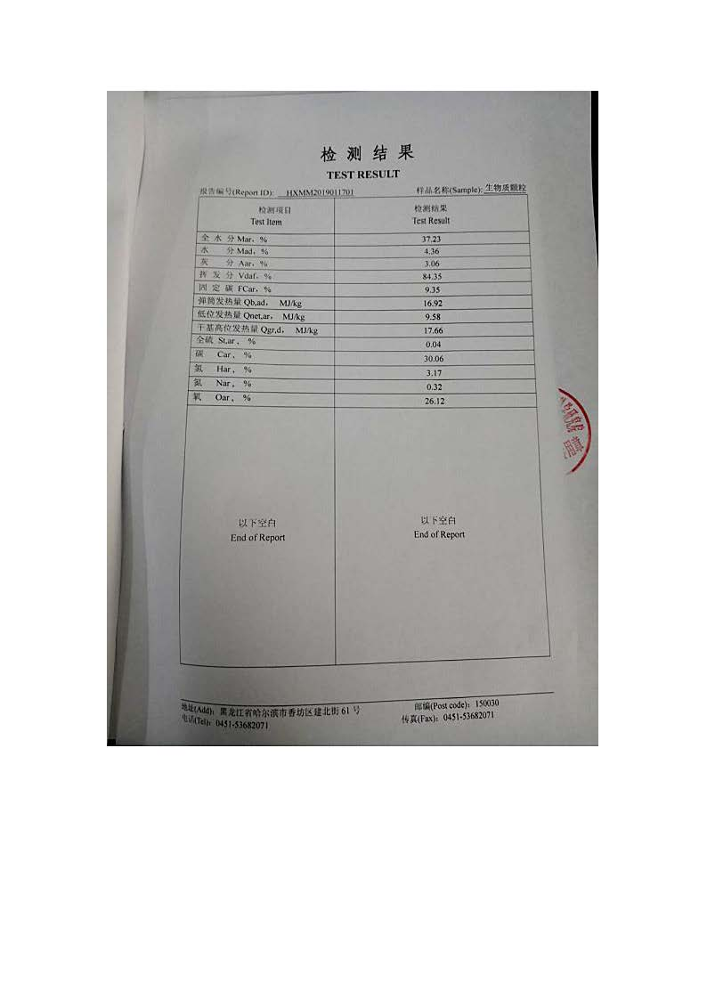 检测结果
TEST RESULT
报告编号(Report ID): HXMM2019011701 样品名称(Sample): 生物质颗粒
检测项目 检测结果
Test Item Test Result
全水分 Mar，% 37.23
水分 Mad，% 4.36
灰分 Aar，% 3.06
挥发分 Vdaf，% 84.35
固定碳 FCar，% 9.35
弹筒发热量 Qb,ad， MJ/kg 16.92
低位发热量 Qnet,ar， MJ/kg 9.58
干基高位发热量 Qgr,d， MJ/kg 17.66
全硫 St,ar， % 0.04
碳 Car，% 30.06
氢 Har，% 3.17
氮 Nar，% 0.32
氧 Oar，% 26.12
以下空白 以下空白
End of Report End of Report
地址(Add)：黑龙江省哈尔滨市香坊区建北街 61 号 邮编(Post code)：150030
电话(Tel)：0451-53682071 传真(Fax)：0451-53682071